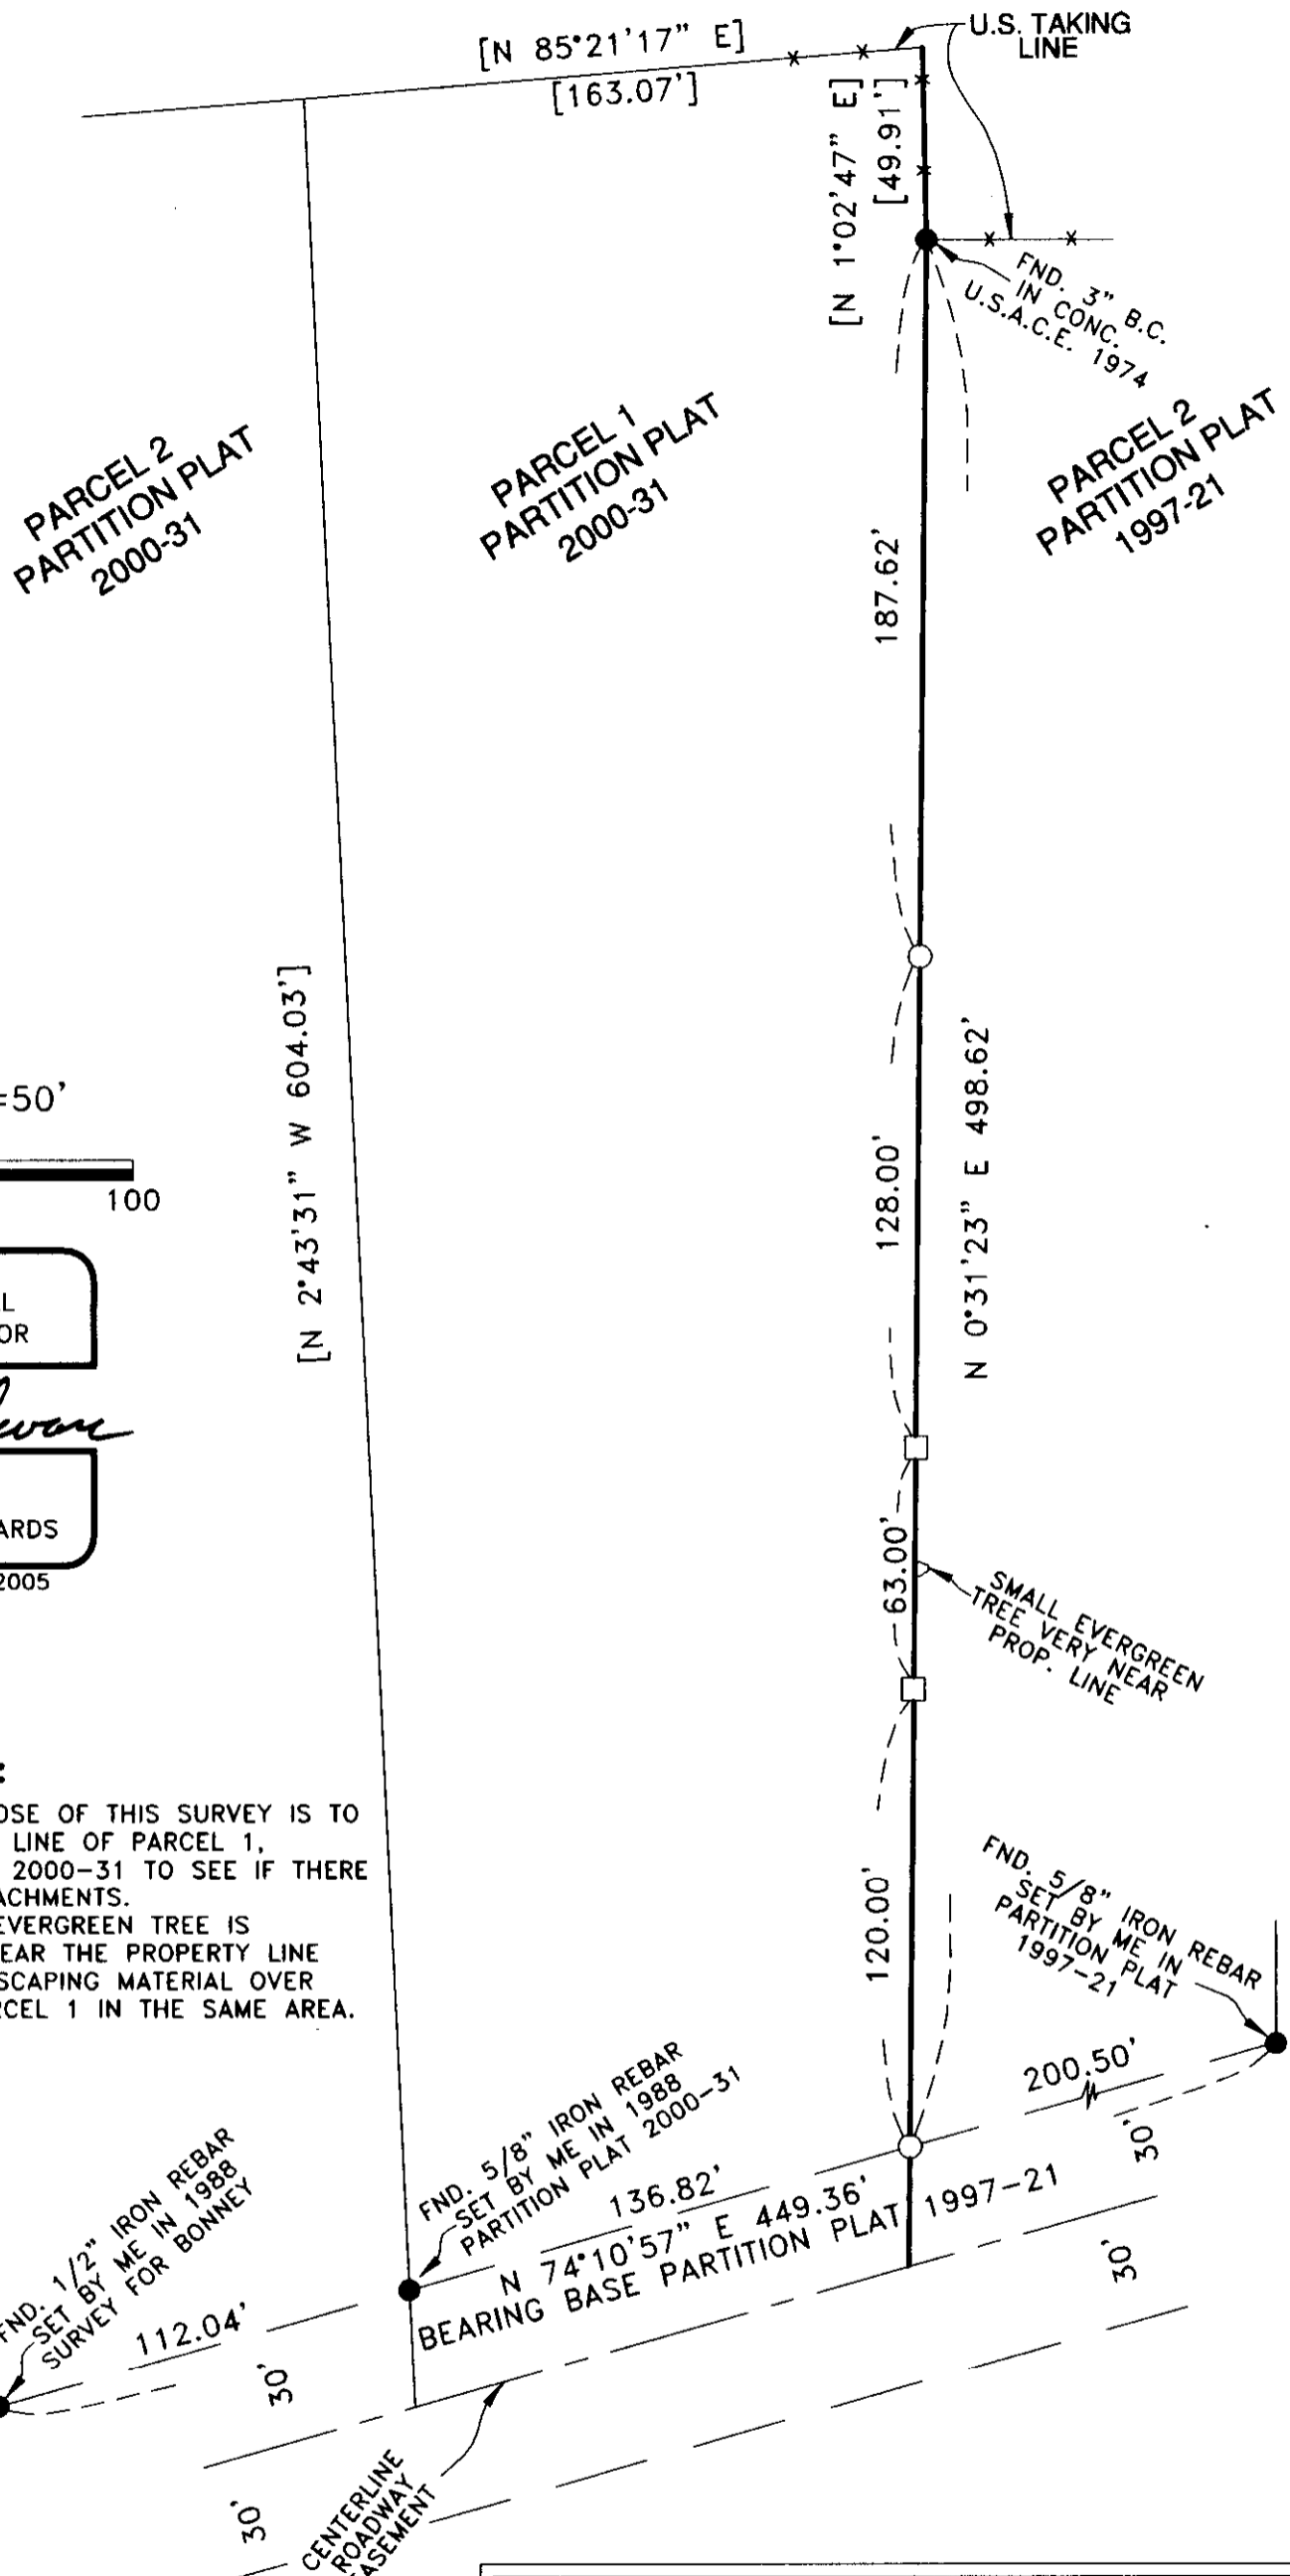 U.S. TAKING
LINE
[N 85°21'17" E]
[163.07']
[N 1°02'47" E]
[49.91']
FND. 3" B.C.
IN CONC.
U.S.A.C.E. 1974
PARCEL 2
PARTITION PLAT
2000-31
PARCEL 1
PARTITION PLAT
2000-31
PARCEL 2
PARTITION PLAT
1997-21
187.62'
[N 2°43'31" W 604.03']
128.00'
N 0°31'23" E 498.62'
=50'
100
OR
63.00'
ARDS
2005
SMALL EVERGREEN
TREE VERY NEAR
PROP. LINE
:
OSE OF THIS SURVEY IS TO
LINE OF PARCEL 1,
2000-31 TO SEE IF THERE
ACHMENTS.
EVERGREEN TREE IS
EAR THE PROPERTY LINE
SCAPING MATERIAL OVER
RCEL 1 IN THE SAME AREA.
120.00'
FND. 5/8" IRON REBAR
SET BY ME IN
PARTITION PLAT
1997-21
200.50'
30'
FND. 5/8" IRON REBAR
SET BY ME IN 1988
PARTITION PLAT 2000-31
136.82'
N 74°10'57" E 449.36'
BEARING BASE PARTITION PLAT 1997-21
30'
FND. 1/2" IRON REBAR
SET BY ME IN 1988
SURVEY FOR BONNEY
112.04'
30'
30'
CENTERLINE
ROADWAY
EASEMENT